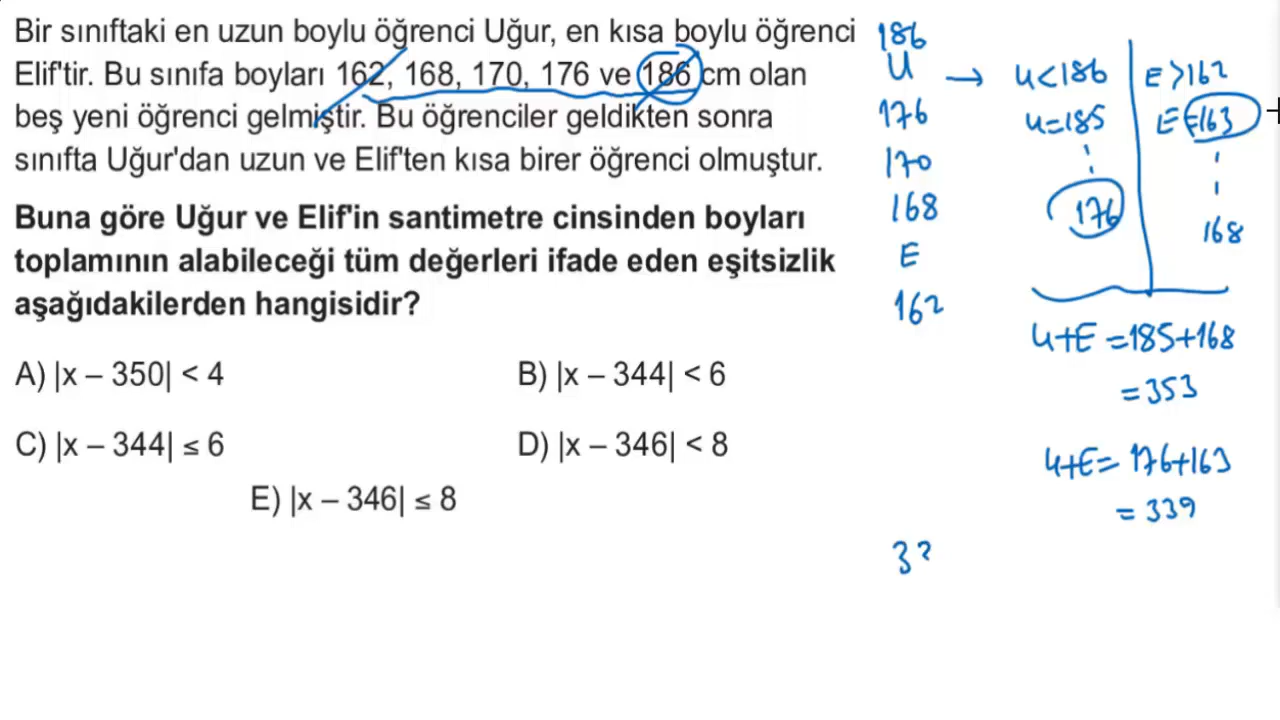 Bir sınıftaki en uzun boylu öğrenci Uğur, en kısa boylu öğrenci
Elif'tir. Bu sınıfa boyları 162, 168, 170, 176 ve 186 cm olan
beş yeni öğrenci gelmiştir. Bu öğrenciler geldikten sonra
sınıfta Uğur'dan uzun ve Elif'ten kısa birer öğrenci olmuştur.
Buna göre Uğur ve Elif'in santimetre cinsinden boyları
toplamının alabileceği tüm değerleri ifade eden eşitsizlik
aşağıdakilerden hangisidir?
A) |x – 350| < 4
B) |x – 344| < 6
C) |x – 344| ≤ 6
D) |x – 346| < 8
E) |x – 346| ≤ 8
186
U
176
170
168
E
162
→ U < 186
U = 185
176
E > 162
E = 163
168
U+E = 185+168
= 353
U+E = 176+163
= 339
33